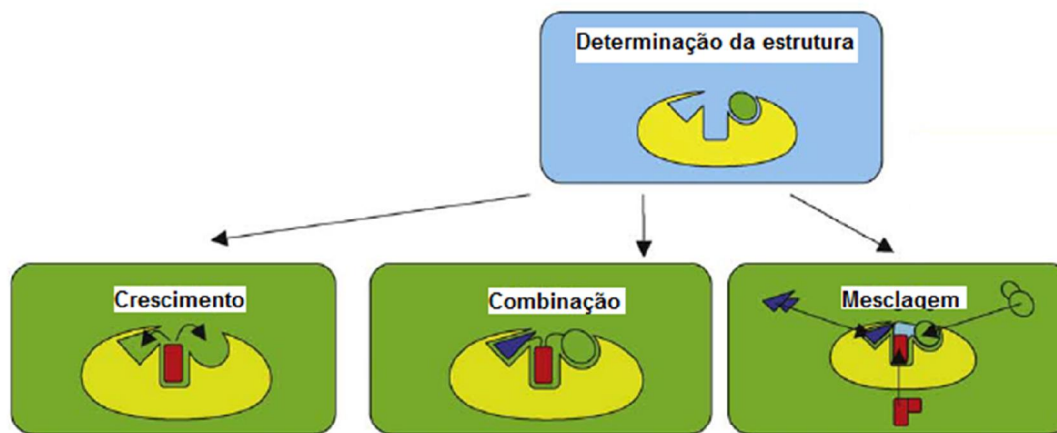 Determinação da estrutura
Crescimento
Combinação
Mesclagem